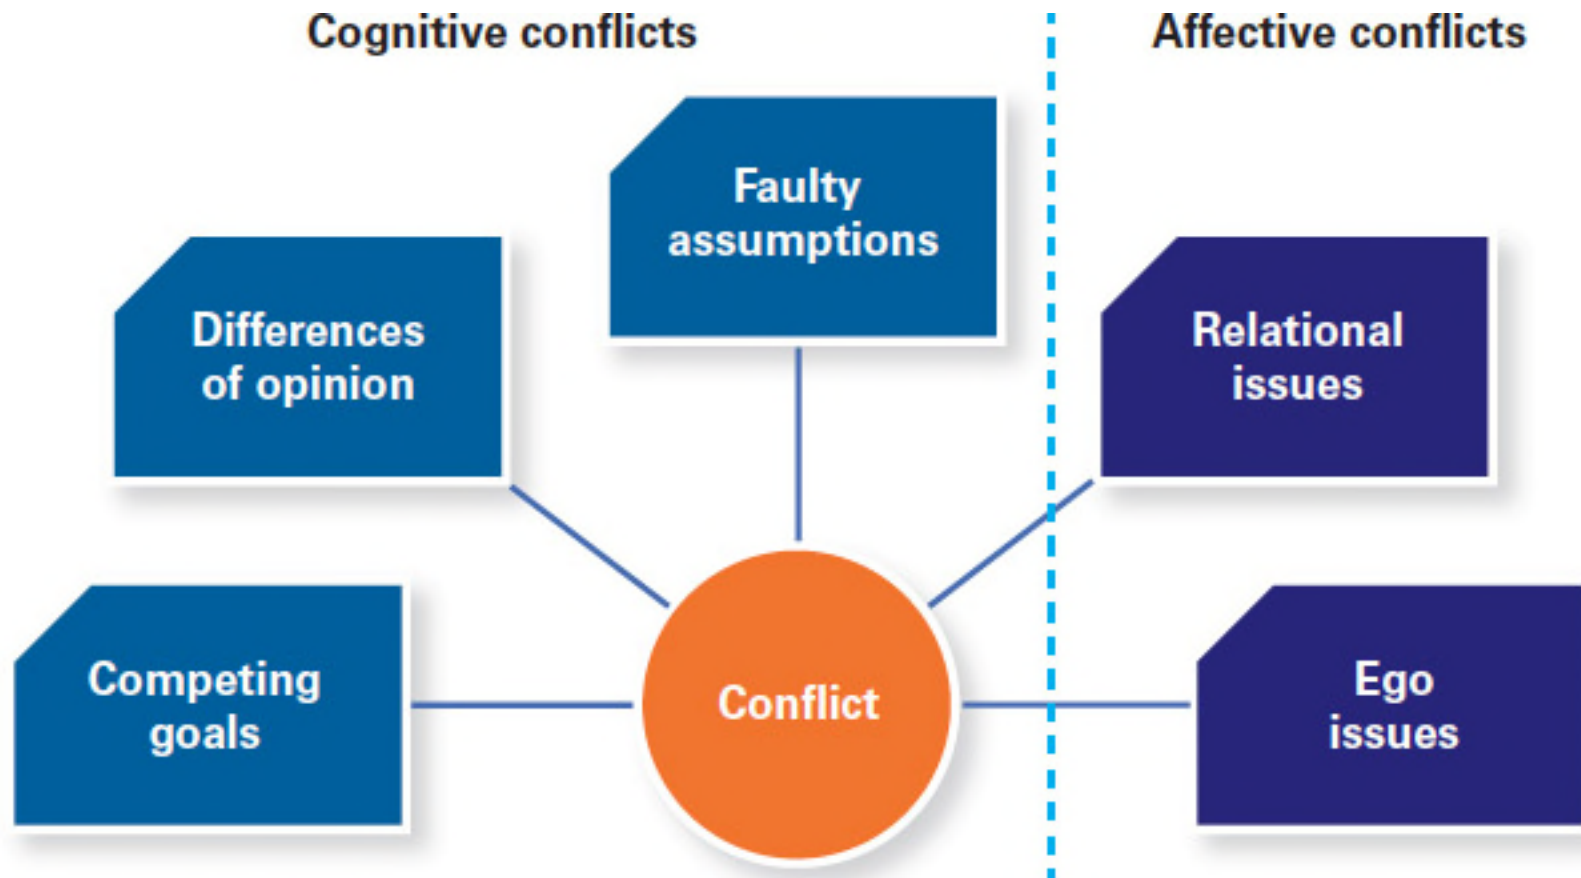 Cognitive conflicts
Affective conflicts
Faulty
assumptions
Differences
of opinion
Relational
issues
Competing
goals
Conflict
Ego
issues